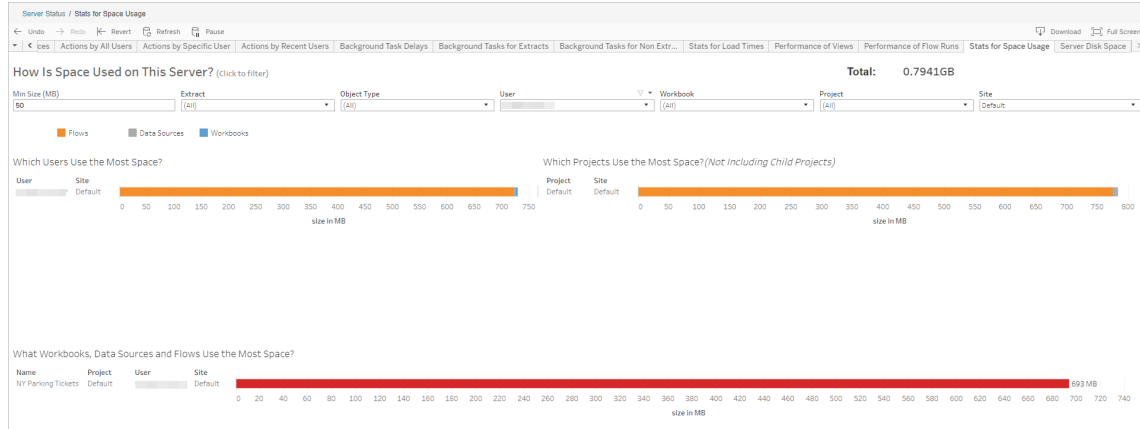 Server Status / Stats for Space Usage
Undo Redo Revert Refresh Pause Download Full Screen
ces Actions by All Users Actions by Specific User Actions by Recent Users Background Task Delays Background Tasks for Extracts Background Tasks for Non Extr... Stats for Load Times Performance of Views Performance of Flow Runs Stats for Space Usage Server Disk Space
How Is Space Used on This Server? (Click to filter) Total: 0.7941GB
Min Size (MB) Extract Object Type User Workbook Project Site
50 (All) (All) (All) (All) Default
Flows Data Sources Workbooks
Which Users Use the Most Space? Which Projects Use the Most Space? (Not Including Child Projects)
User Site Project Site
Default Default Default
0 50 100 150 200 250 300 350 400 450 500 550 600 650 700 750 0 50 100 150 200 250 300 350 400 450 500 550 600 650 700 750 800
size in MB size in MB
What Workbooks, Data Sources and Flows Use the Most Space?
Name Project User Site
NY Parking Tickets Default Default 693 MB
0 20 40 60 80 100 120 140 160 180 200 220 240 260 280 300 320 340 360 380 400 420 440 460 480 500 520 540 560 580 600 620 640 660 680 700 720 740
size in MB